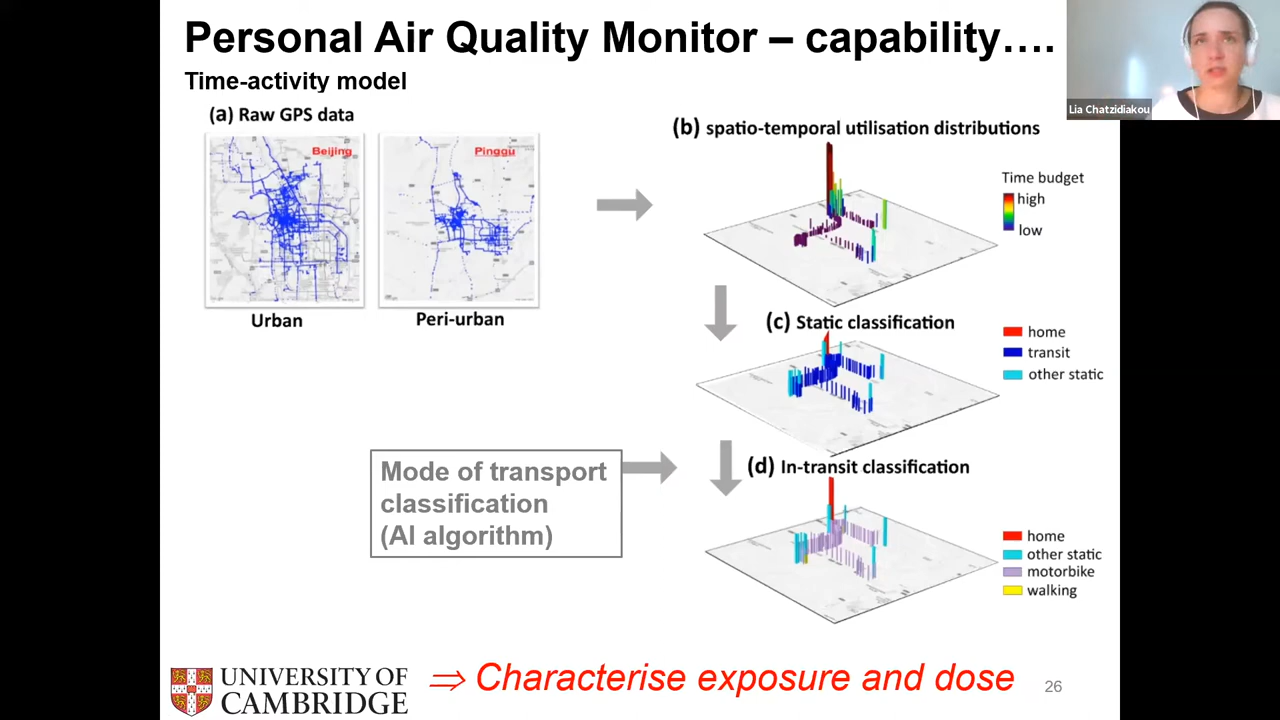 Personal Air Quality Monitor – capability….
Time-activity model
Lia Chatzidiakou
(a) Raw GPS data
Beijing
Pinggu
Urban
Peri-urban
(b) spatio-temporal utilisation distributions
Time budget
high
low
(c) Static classification
home
transit
other static
Mode of transport
classification
(AI algorithm)
(d) In-transit classification
home
other static
motorbike
walking
UNIVERSITY OF
CAMBRIDGE
⇒ Characterise exposure and dose
26